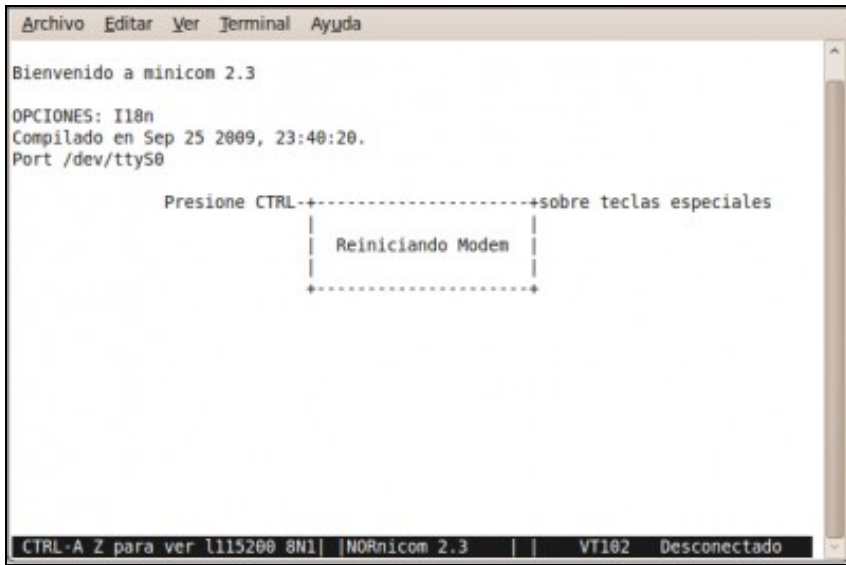 Archivo Editar Ver Terminal Ayuda
Bienvenido a minicom 2.3
OPCIONES: I18n
Compilado en Sep 25 2009, 23:40:20.
Port /dev/ttyS0
Presione CTRL-+---------------------+sobre teclas especiales
Reiniciando Modem
CTRL-A Z para ver l115200 8N1| |NORnicom 2.3 | | VT102 Desconectado